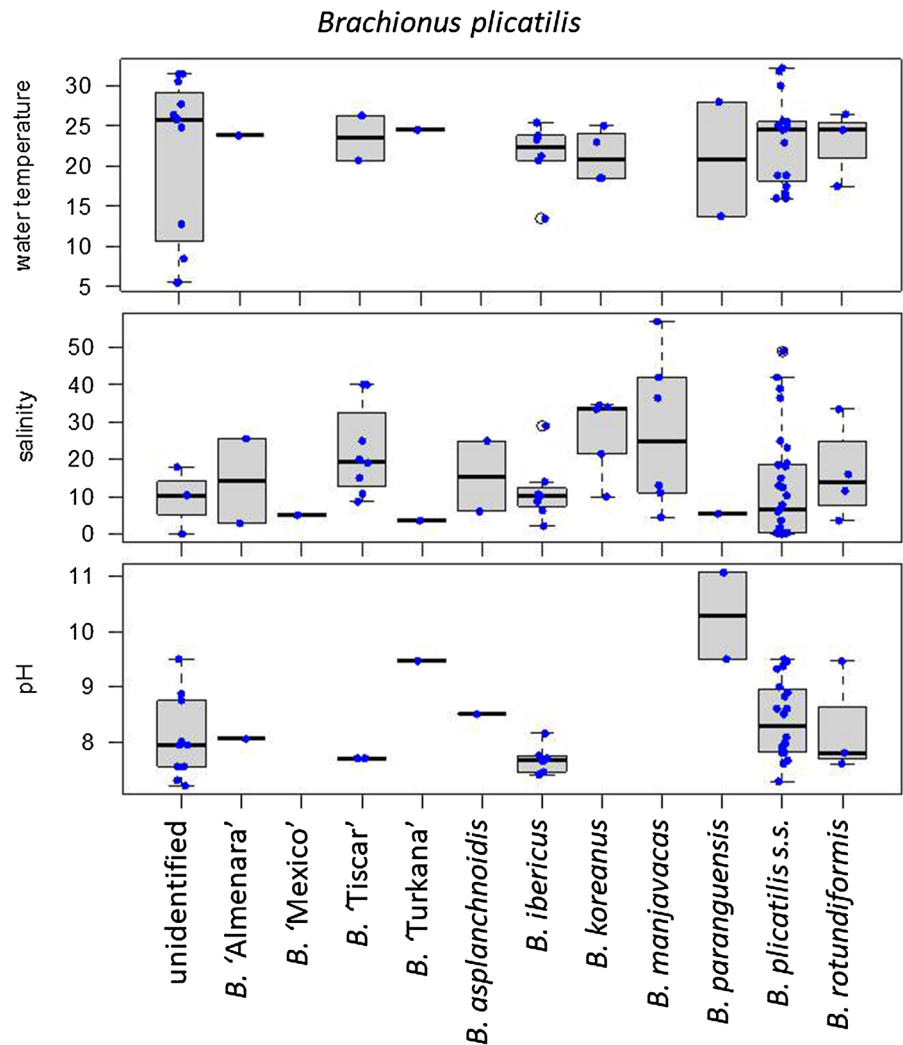 Brachionus plicatilis
water temperature
30
25
20
15
10
5
salinity
50
40
30
20
10
0
pH
11
10
9
8
unidentified
B. ‘Almenara’
B. ‘Mexico’
B. ‘Tiscar’
B. ‘Turkana’
B. asplanchnoidis
B. ibericus
B. koreanus
B. manjavacas
B. paranguensis
B. plicatilis s.s.
B. rotundiformis